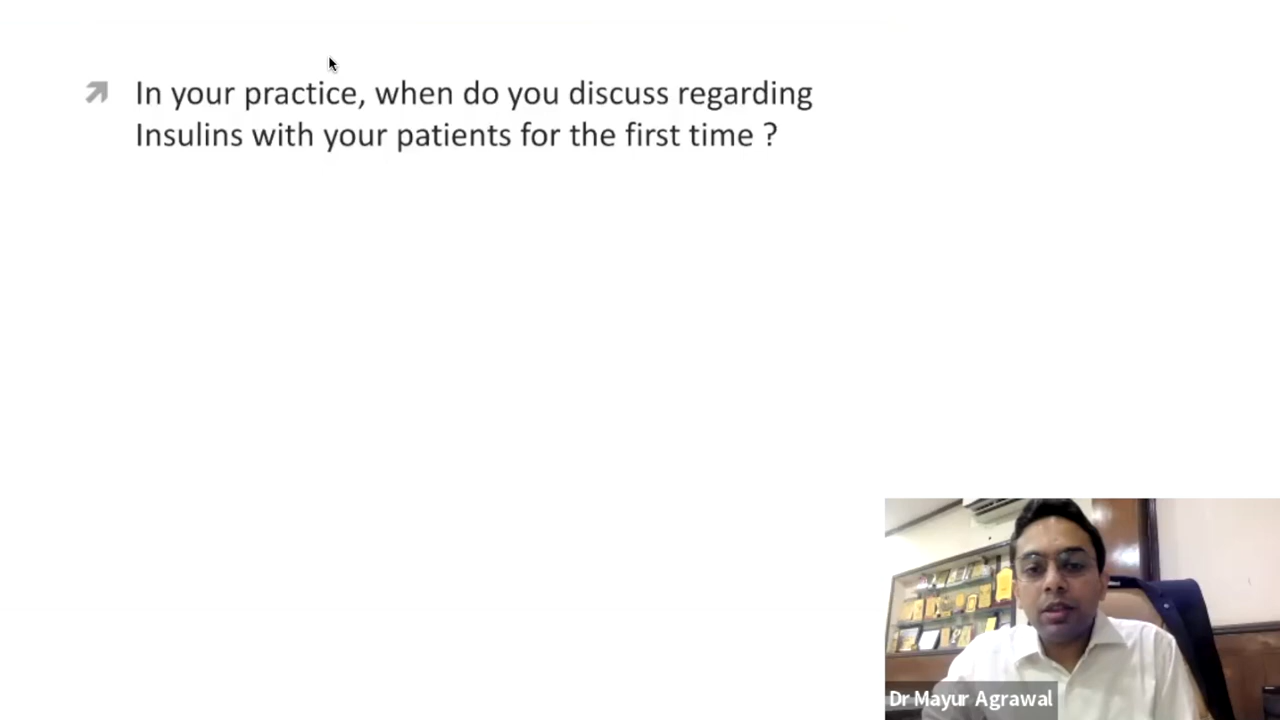 In your practice, when do you discuss regarding
Insulins with your patients for the first time ?
Dr Mayur Agrawal